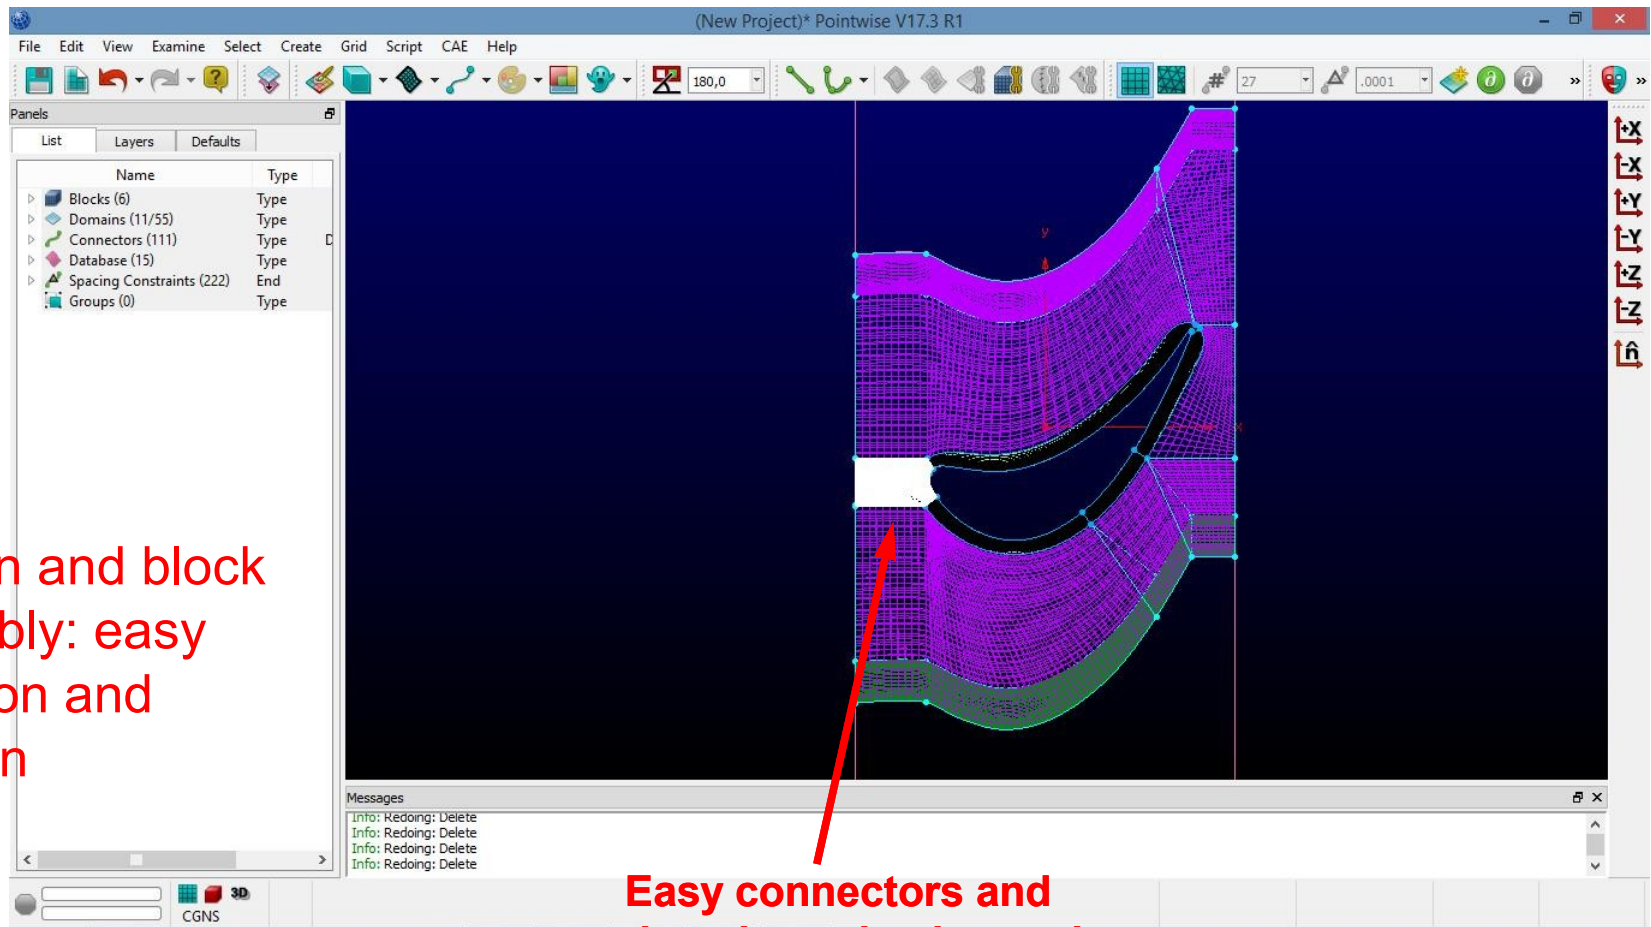 (New Project)* Pointwise V17.3 R1
File Edit View Examine Select Create Grid Script CAE Help
180,0 27 .0001
Panels
List Layers Defaults
Name Type
Blocks (6) Type
Domains (11/55) Type
Connectors (111) Type D
Database (15) Type
Spacing Constraints (222) End
Groups (0) Type
y
x
+X
-X
+Y
-Y
+Z
-Z
n̂
n and block
bly: easy
on and
n
Messages
Info: Redoing: Delete
Info: Redoing: Delete
Info: Redoing: Delete
Info: Redoing: Delete
3D
CGNS
Easy connectors and